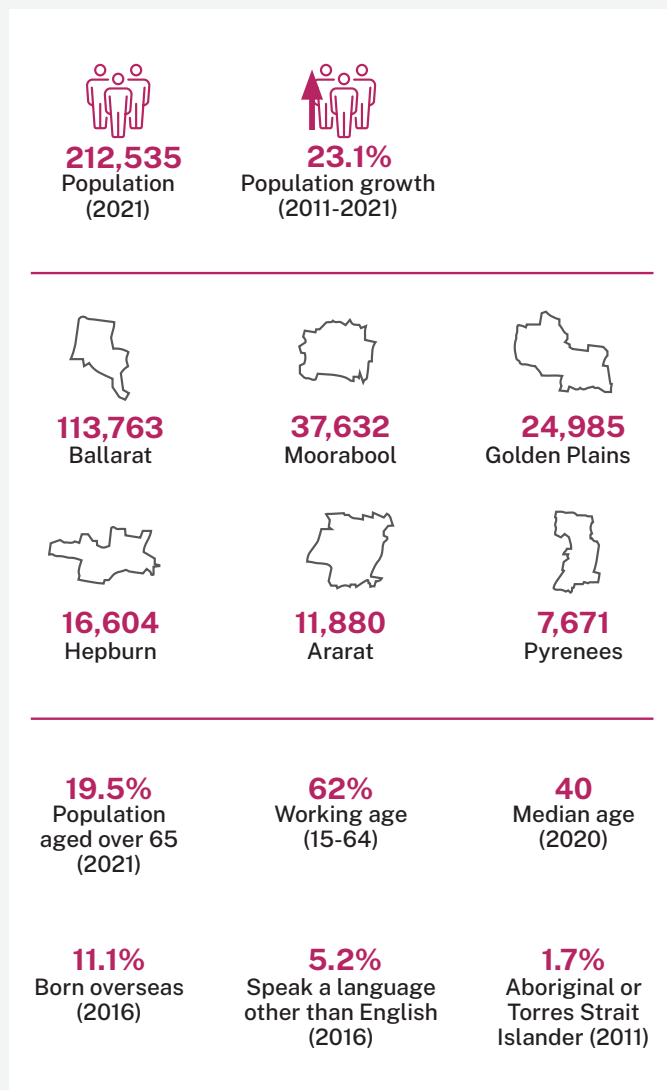 212,535
Population
(2021)
23.1%
Population growth
(2011-2021)
113,763
Ballarat
37,632
Moorabool
24,985
Golden Plains
16,604
Hepburn
11,880
Ararat
7,671
Pyrenees
19.5%
Population
aged over 65
(2021)
62%
Working age
(15-64)
40
Median age
(2020)
11.1%
Born overseas
(2016)
5.2%
Speak a language
other than English
(2016)
1.7%
Aboriginal or
Torres Strait
Islander (2011)